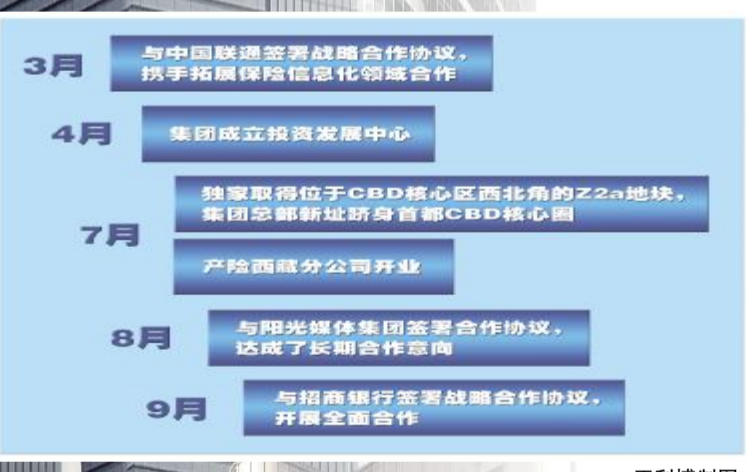 3月
与中国联通签署战略合作协议，
携手拓展保险信息化领域合作
4月
集团成立投资发展中心
7月
独家取得位于CBD核心区西北角的Z2a地块，
集团总部新址跻身首都CBD核心圈
产险西藏分公司开业
8月
与阳光媒体集团签署合作协议，
达成了长期合作意向
9月
与招商银行签署战略合作协议，
开展全面合作